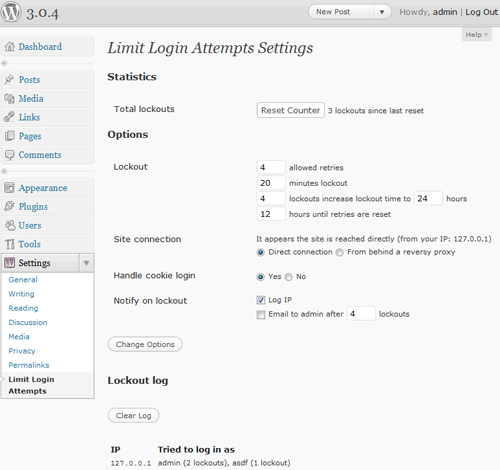 3.0.4
New Post
Howdy, admin | Log Out
Help
Dashboard
Posts
Media
Links
Pages
Comments
Appearance
Plugins
Users
Tools
Settings
General
Writing
Reading
Discussion
Media
Privacy
Permalinks
Limit Login
Attempts
Limit Login Attempts Settings
Statistics
Total lockouts Reset Counter 3 lockouts since last reset
Options
Lockout 4 allowed retries
20 minutes lockout
4 lockouts increase lockout time to 24 hours
12 hours until retries are reset
Site connection It appears the site is reached directly (from your IP: 127.0.0.1)
Direct connection From behind a reversy proxy
Handle cookie login Yes No
Notify on lockout Log IP
Email to admin after 4 lockouts
Change Options
Lockout log
Clear Log
IP Tried to log in as
127.0.0.1 admin (2 lockouts), asdf (1 lockout)